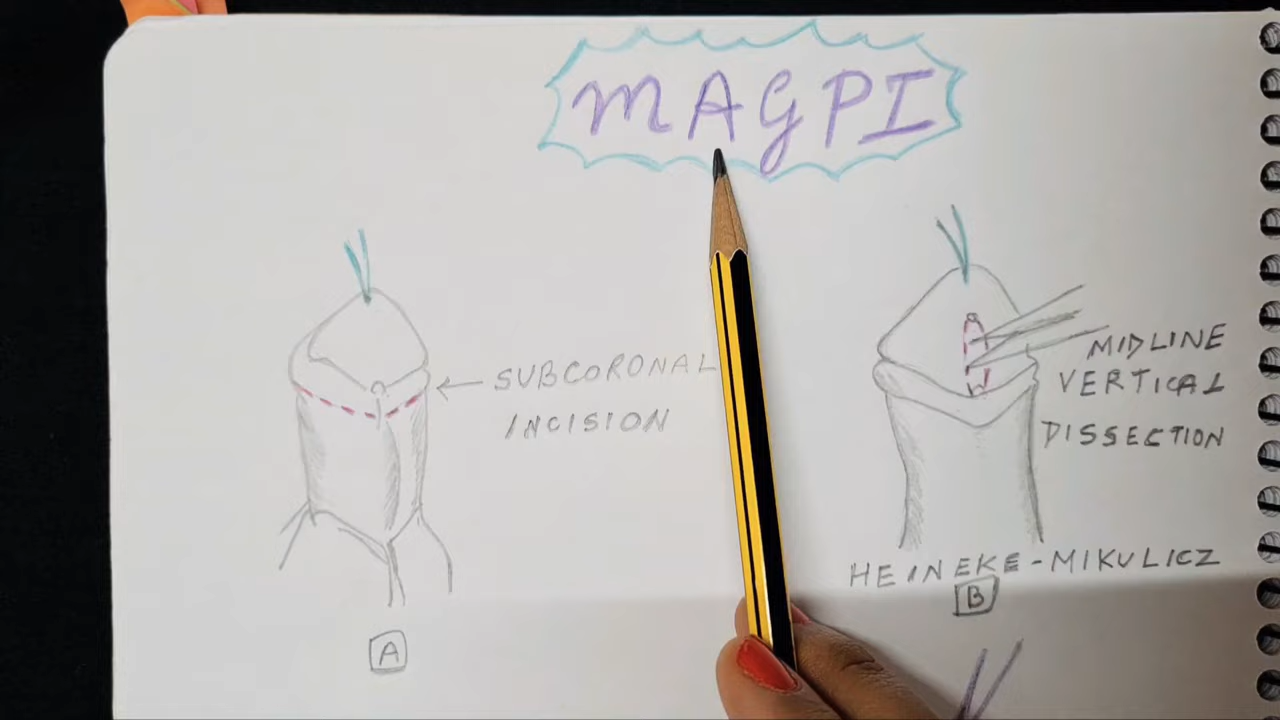 MAGPI
SUBCORONAL
INCISION
MIDLINE
VERTICAL
DISSECTION
HEINEKE-MIKULICZ
A
B